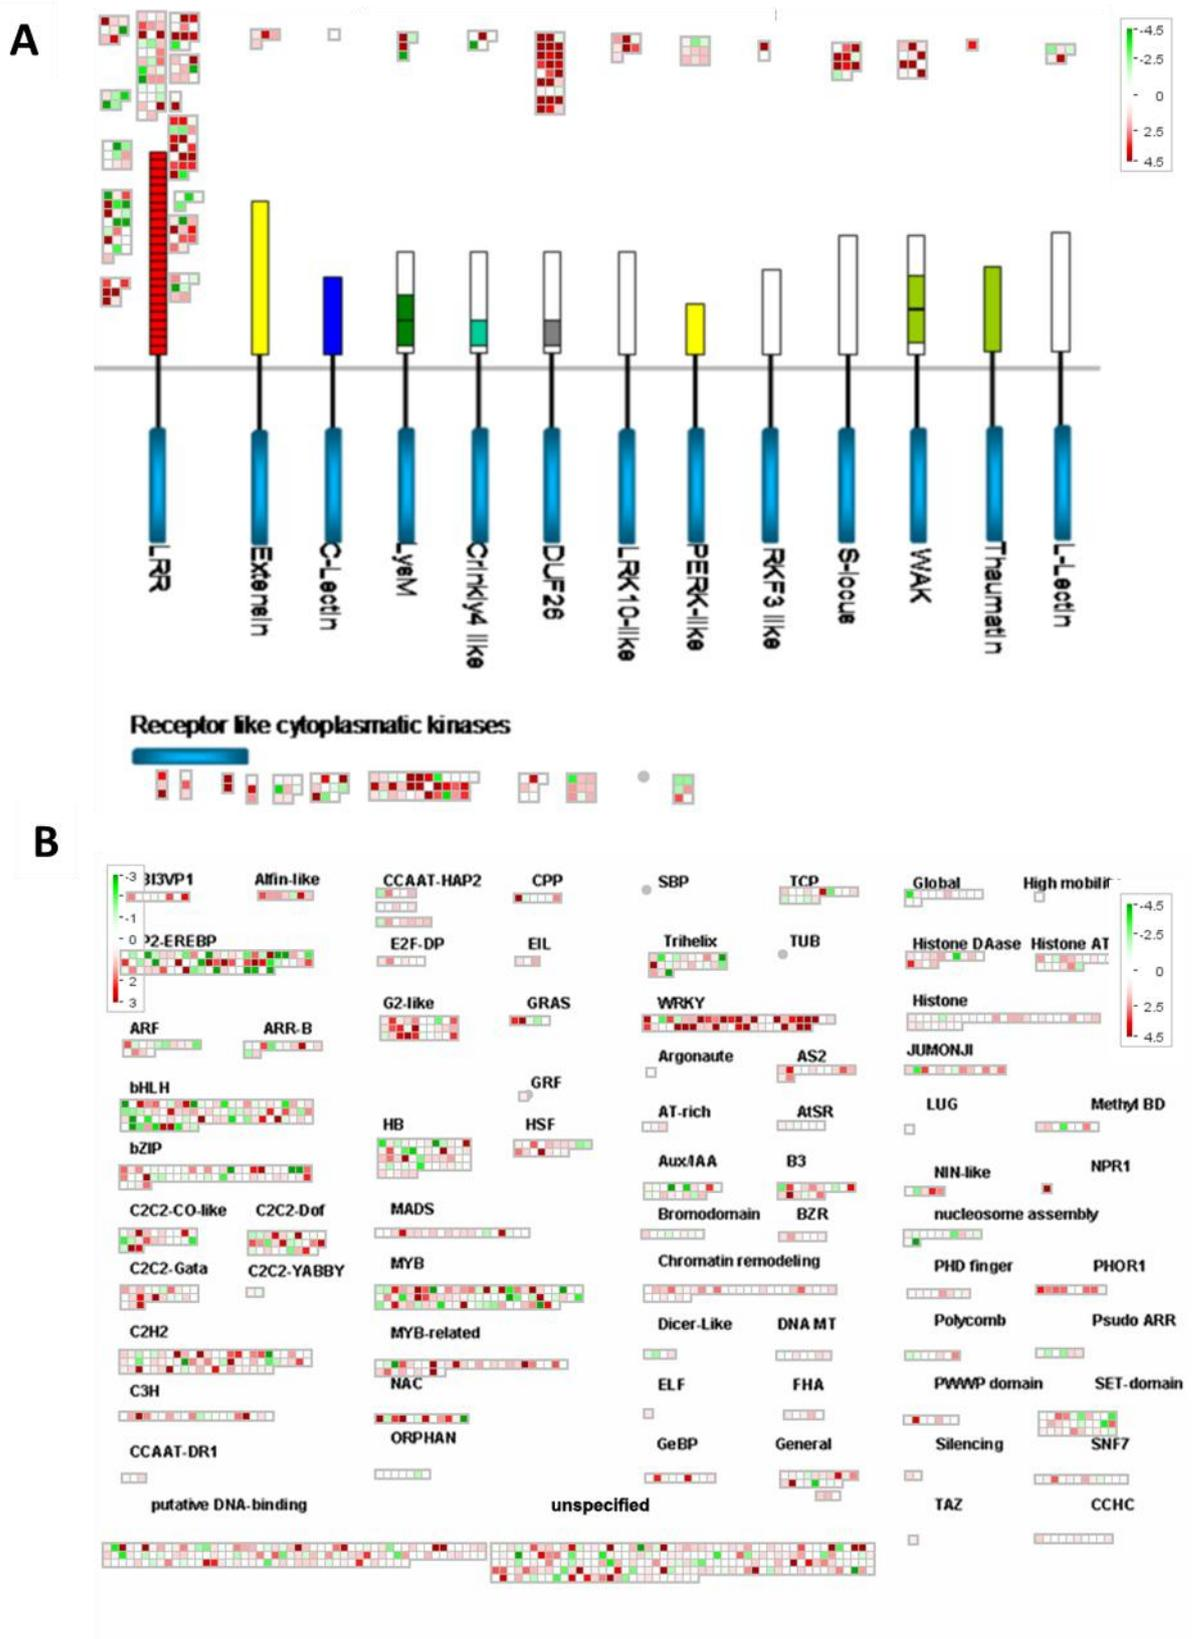 A
-4.5
-2.5
0
2.5
4.5
LRR
Extensin
C-Lectin
LysM
Crinkly4 like
DUF26
LRK10-like
PERK-like
RKF3 like
S-locus
WAK
Thaumatin
L-Lectin
Receptor like cytoplasmatic kinases
B
-3
-1
0
2
3
BI3VP1
Alfin-like
CCAAT-HAP2
CPP
SBP
TCP
Global
High mobilit
-4.5
-2.5
0
2.5
4.5
P2-EREBP
E2F-DP
EIL
Trihelix
TUB
Histone DAase
Histone AT
G2-like
GRAS
WRKY
Histone
ARF
ARR-B
Argonaute
AS2
JUMONJI
bHLH
GRF
AT-rich
AtSR
LUG
Methyl BD
HB
HSF
bZIP
Aux/IAA
B3
NIN-like
NPR1
C2C2-CO-like
C2C2-Dof
MADS
Bromodomain
BZR
nucleosome assembly
C2C2-Gata
C2C2-YABBY
MYB
Chromatin remodeling
PHD finger
PHOR1
C2H2
MYB-related
Dicer-Like
DNA MT
Polycomb
Psudo ARR
C3H
NAC
ELF
FHA
PWWP domain
SET-domain
CCAAT-DR1
ORPHAN
GeBP
General
Silencing
SNF7
putative DNA-binding
unspecified
TAZ
CCHC